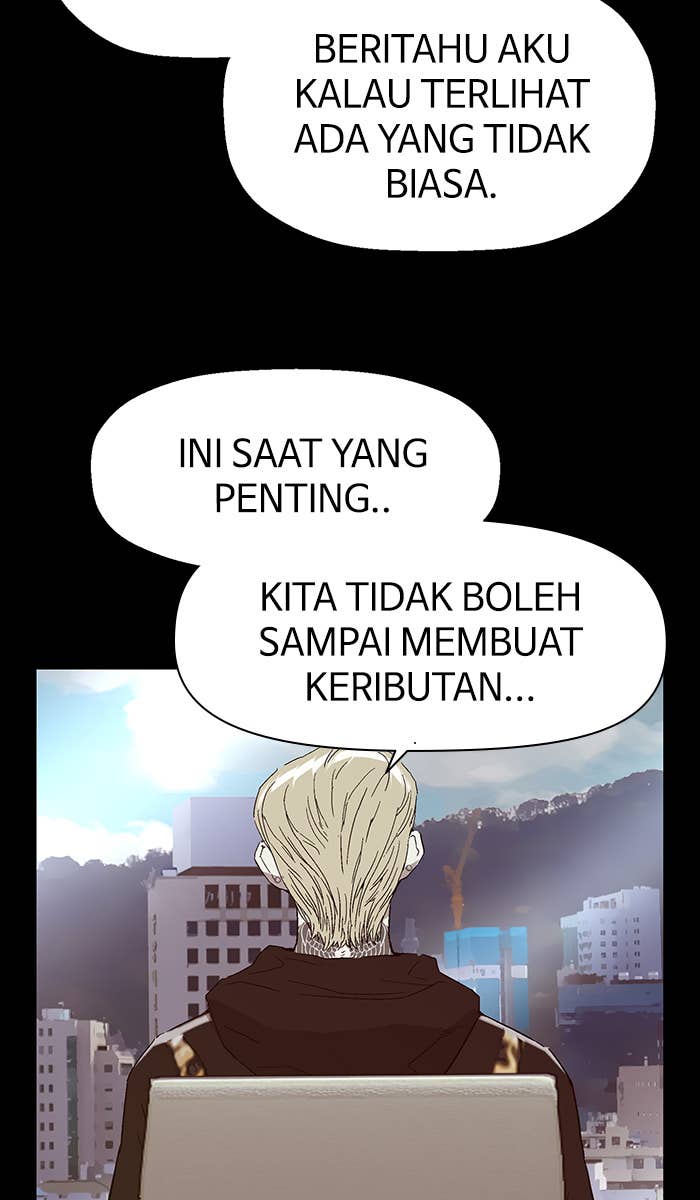 BERITAHU AKU
KALAU TERLIHAT
ADA YANG TIDAK
BIASA.
INI SAAT YANG
PENTING..
KITA TIDAK BOLEH
SAMPAI MEMBUAT
KERIBUTAN...